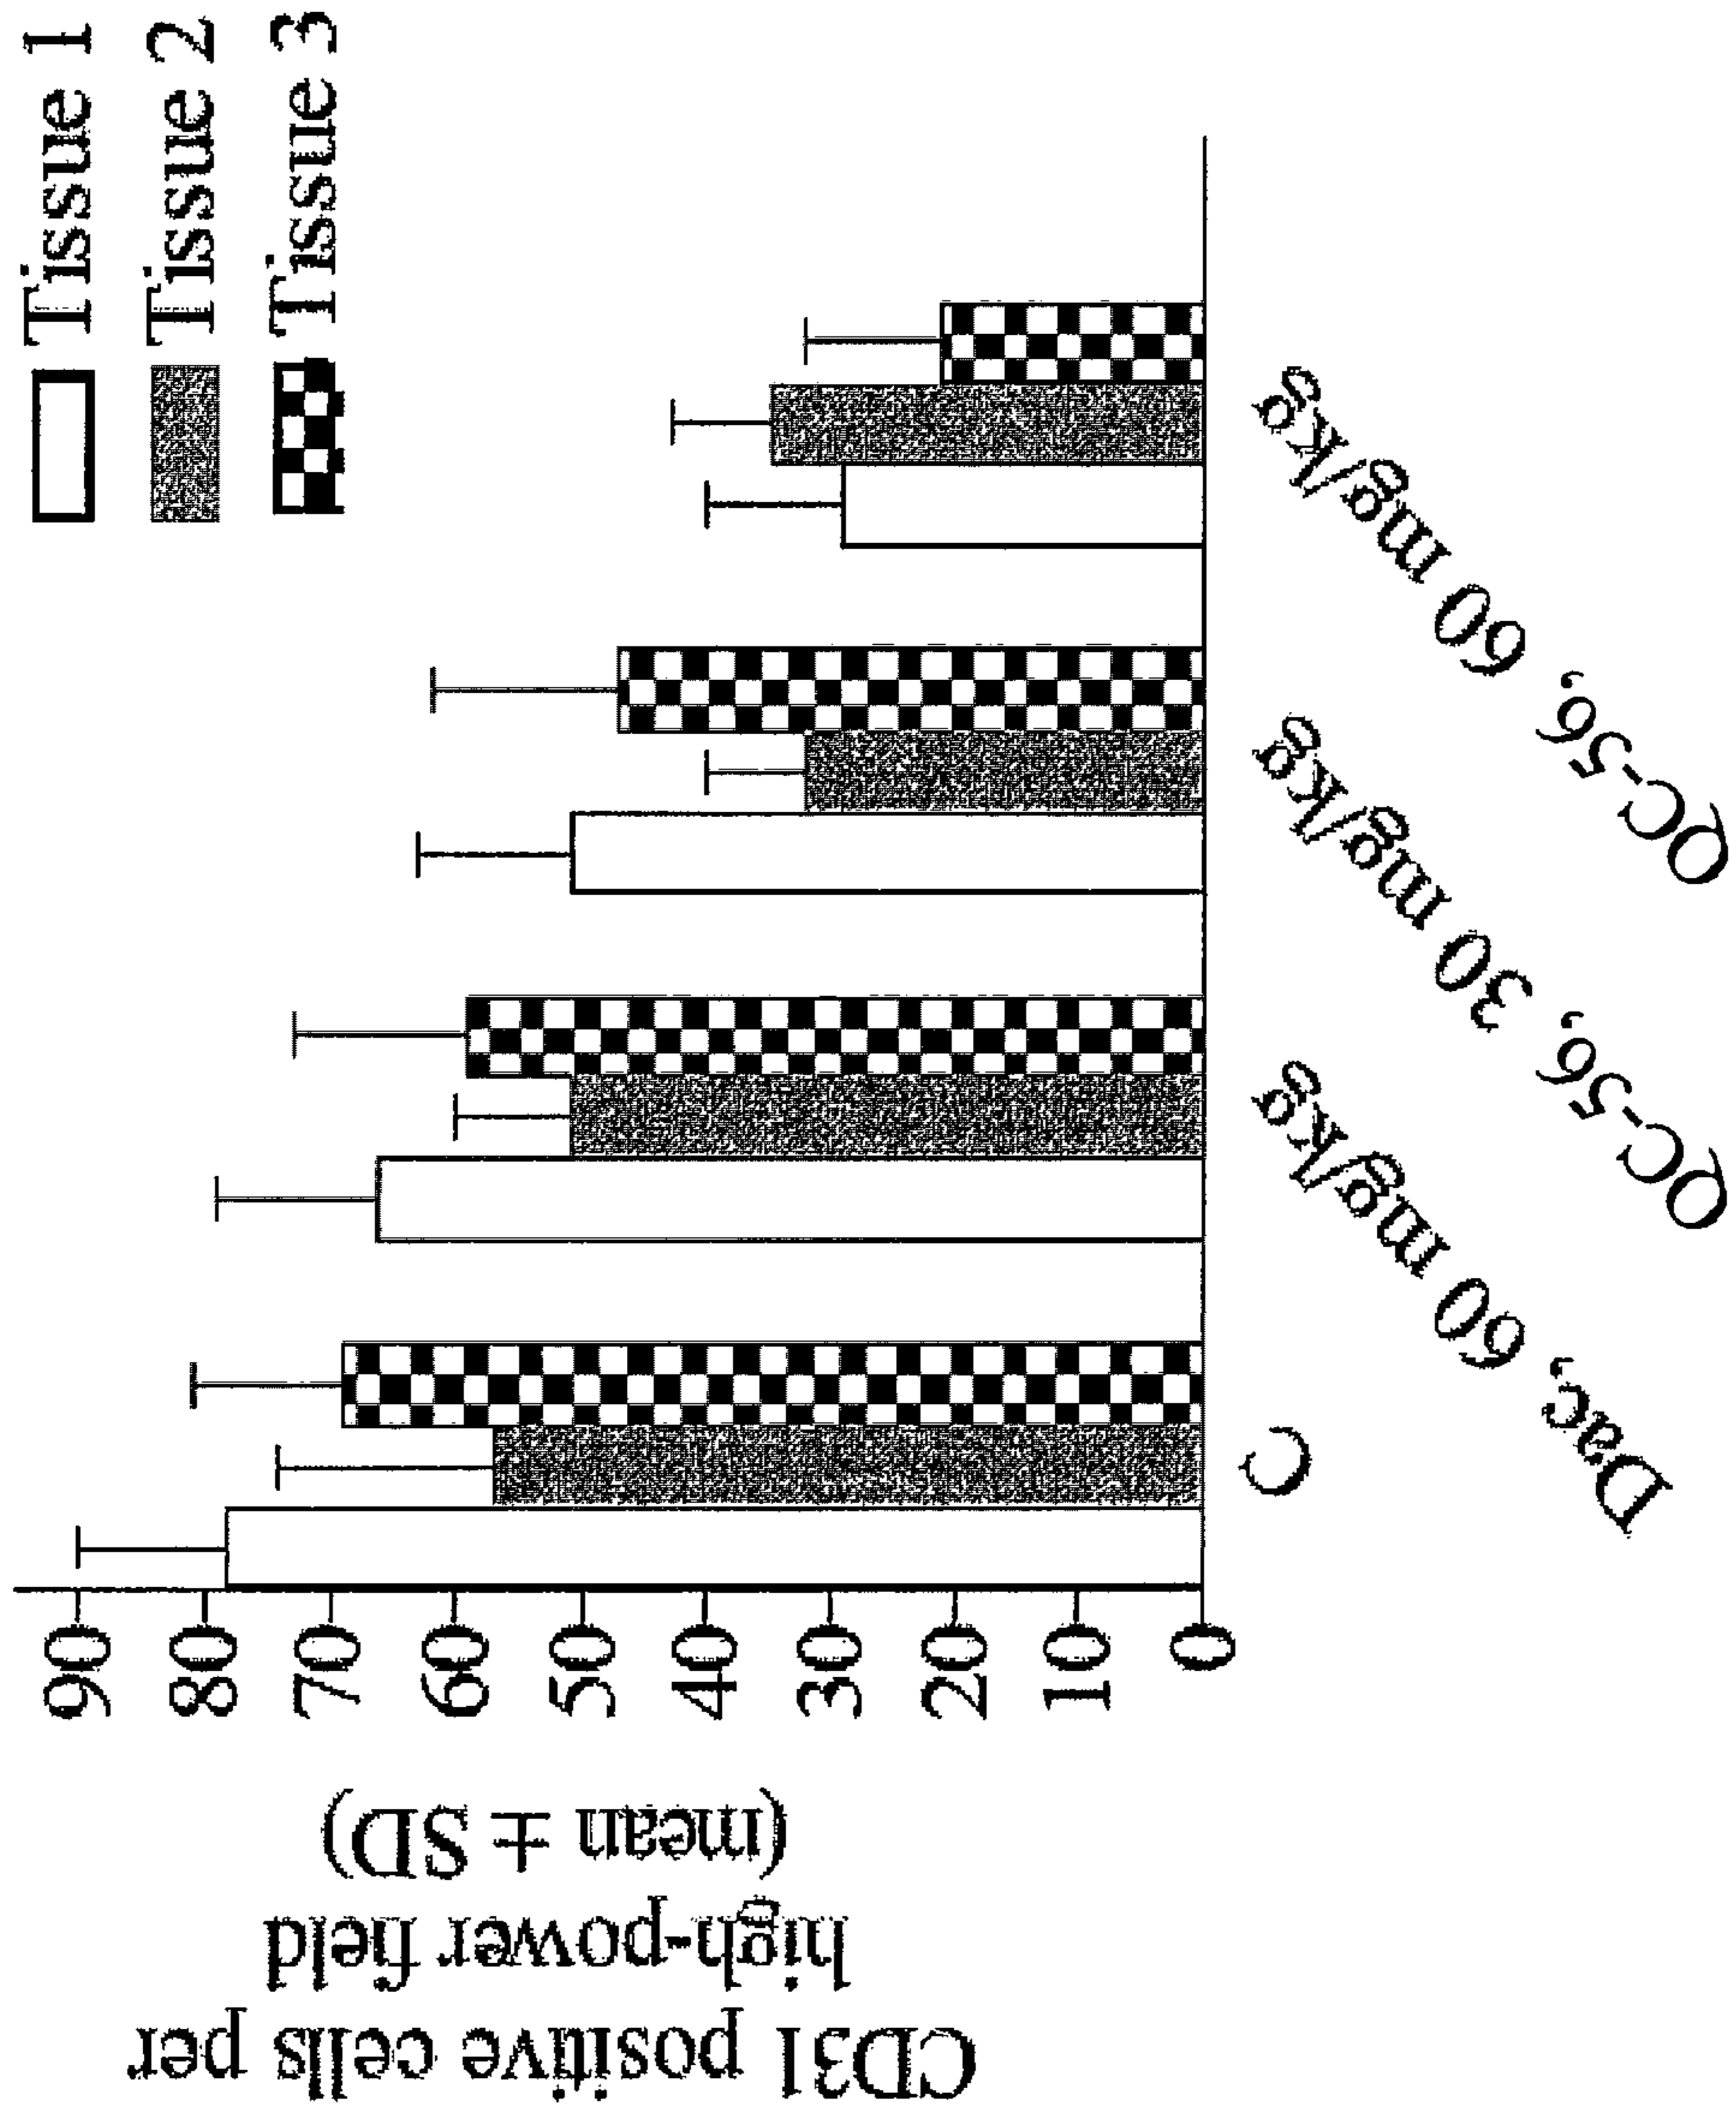 Tissue 1
Tissue 2
Tissue 3
CD31 positive cells per
high-power field
(mean ± SD)
90
80
70
60
50
40
30
20
10
0
C
Dac, 60 mg/kg
QC-56, 30 mg/kg
QC-56, 60 mg/kg